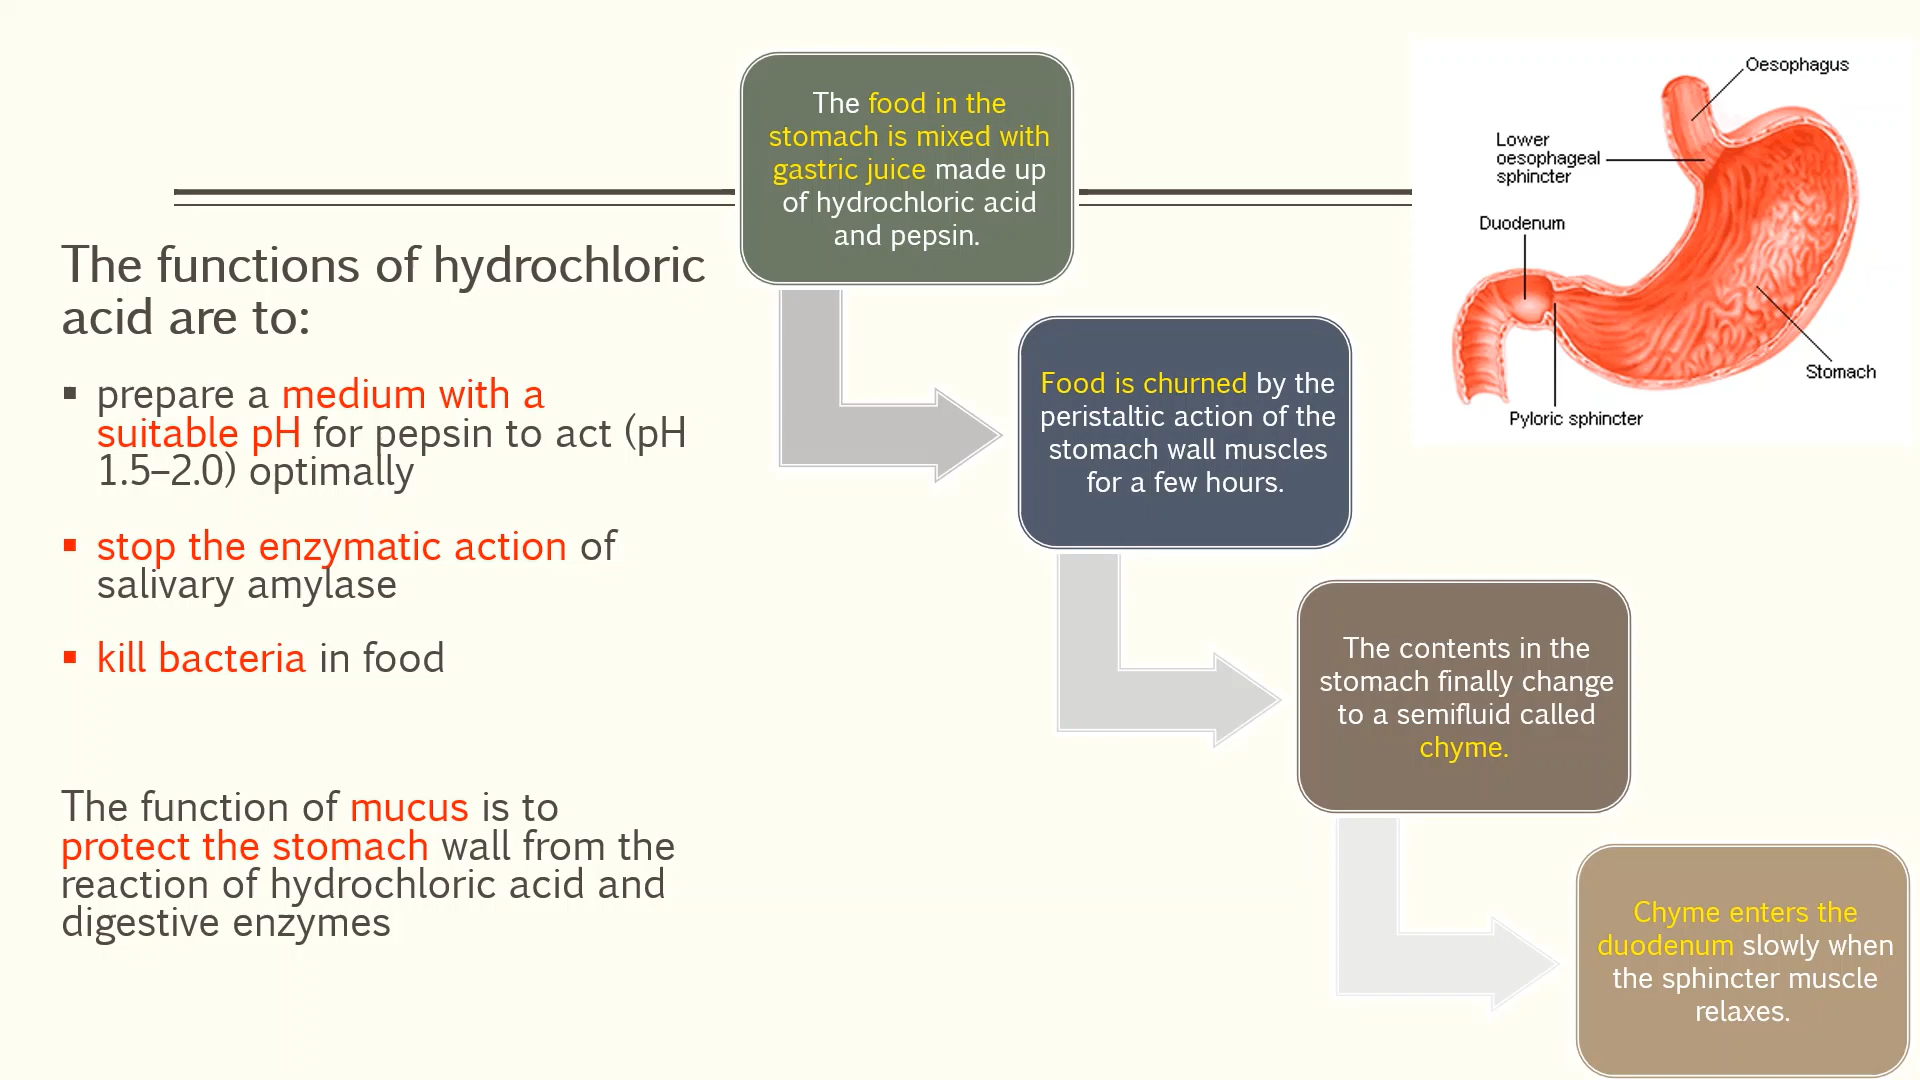 The functions of hydrochloric
acid are to:
▪ prepare a medium with a
suitable pH for pepsin to act (pH
1.5–2.0) optimally
▪ stop the enzymatic action of
salivary amylase
▪ kill bacteria in food
The function of mucus is to
protect the stomach wall from the
reaction of hydrochloric acid and
digestive enzymes
The food in the
stomach is mixed with
gastric juice made up
of hydrochloric acid
and pepsin.
Food is churned by the
peristaltic action of the
stomach wall muscles
for a few hours.
The contents in the
stomach finally change
to a semifluid called
chyme.
Chyme enters the
duodenum slowly when
the sphincter muscle
relaxes.
Oesophagus
Lower
oesophageal
sphincter
Duodenum
Stomach
Pyloric sphincter